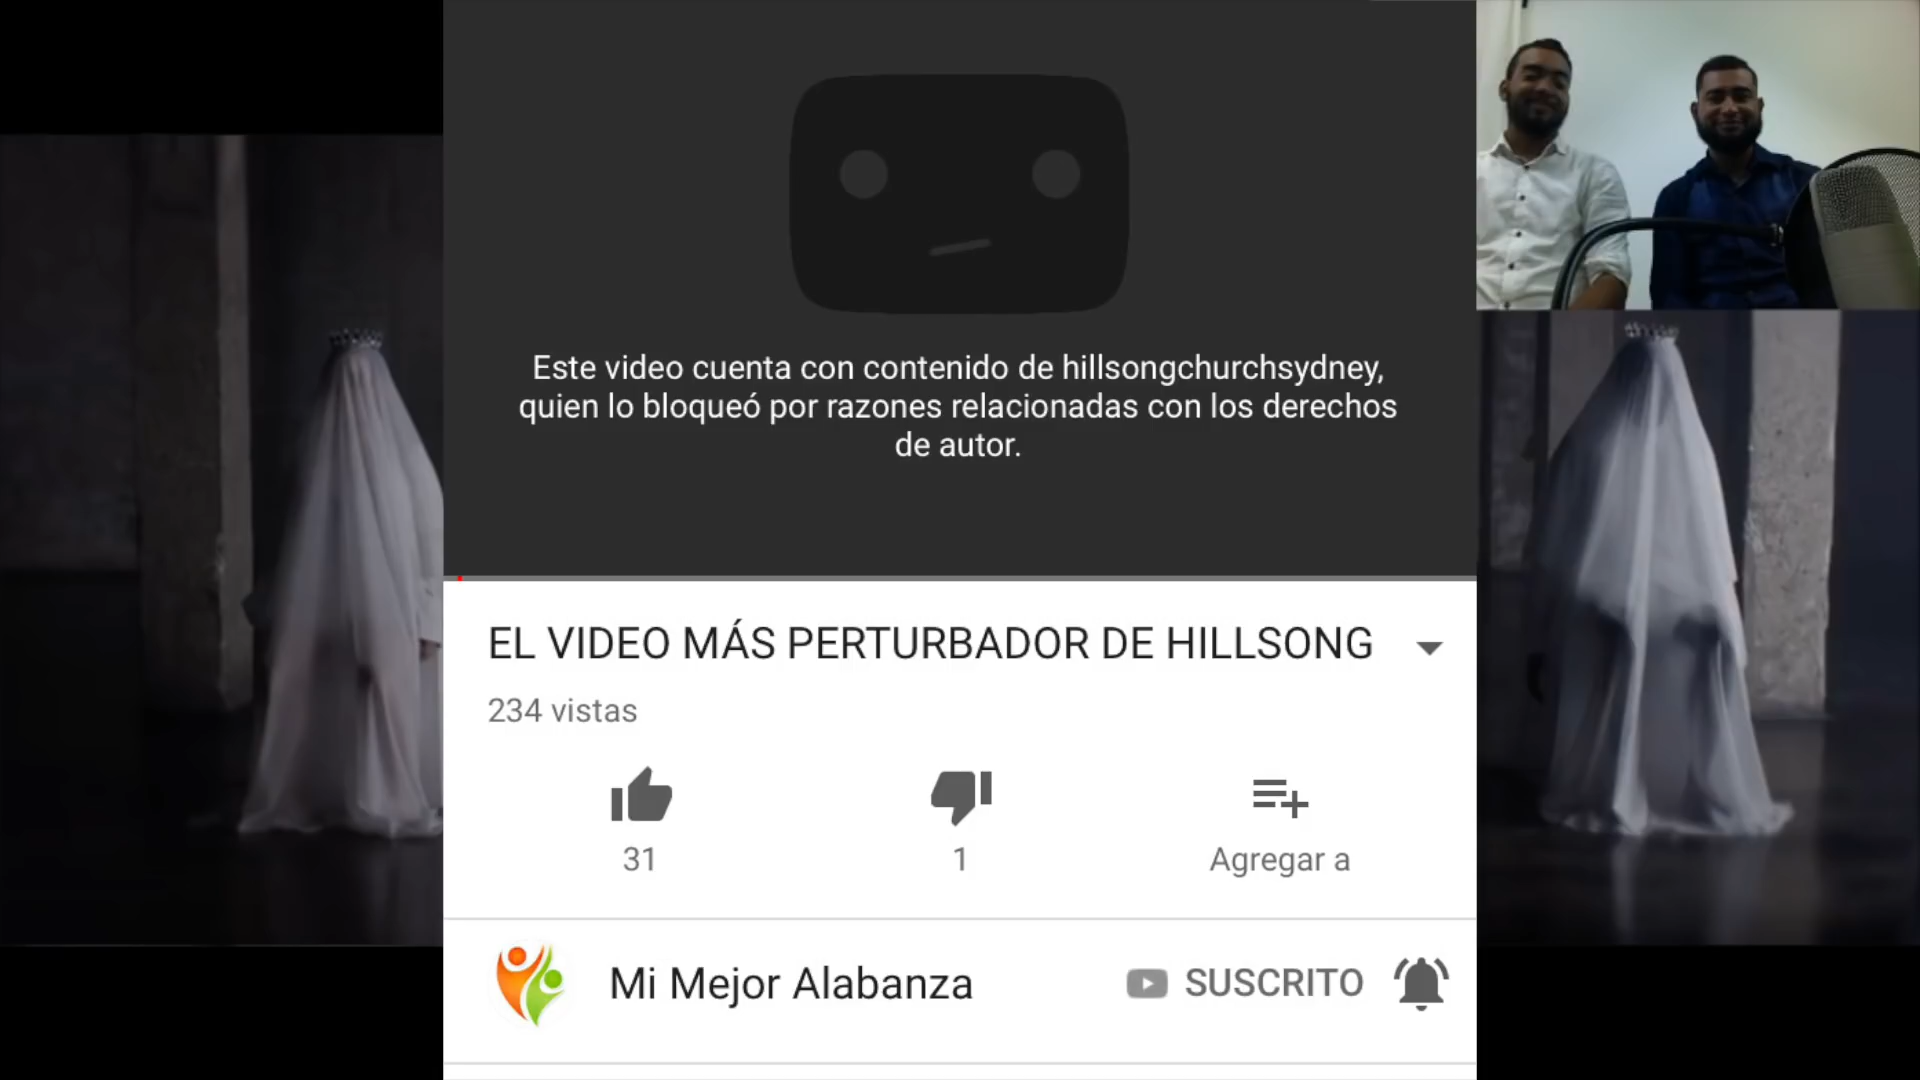 Este video cuenta con contenido de hillsongchurchsydney,
quien lo bloqueó por razones relacionadas con los derechos
de autor.
EL VIDEO MÁS PERTURBADOR DE HILLSONG
234 vistas
31
1
Agregar a
Mi Mejor Alabanza
SUSCRITO